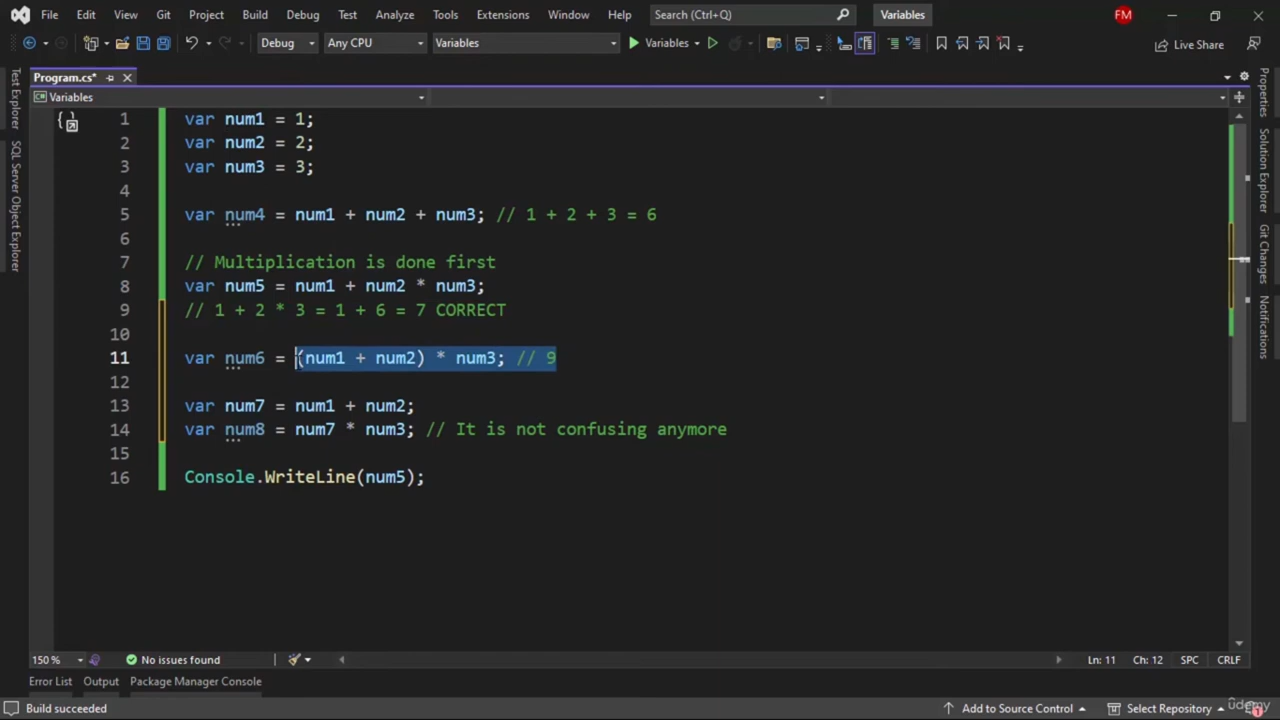 File Edit View Git Project Build Debug Test Analyze Tools Extensions Window Help Search (Ctrl+Q) Variables FM
Debug Any CPU Variables Variables Live Share
Program.cs*
Variables
Test Explorer
SQL Server Object Explorer
1 var num1 = 1;
2 var num2 = 2;
3 var num3 = 3;
4
5 var num4 = num1 + num2 + num3; // 1 + 2 + 3 = 6
6
7 // Multiplication is done first
8 var num5 = num1 + num2 * num3;
9 // 1 + 2 * 3 = 1 + 6 = 7 CORRECT
10
11 var num6 = (num1 + num2) * num3; // 9
12
13 var num7 = num1 + num2;
14 var num8 = num7 * num3; // It is not confusing anymore
15
16 Console.WriteLine(num5);
Properties
Solution Explorer
Git Changes
Notifications
150 % No issues found Ln: 11 Ch: 12 SPC CRLF
Error List Output Package Manager Console
Build succeeded Add to Source Control Select Repository 1
udemy